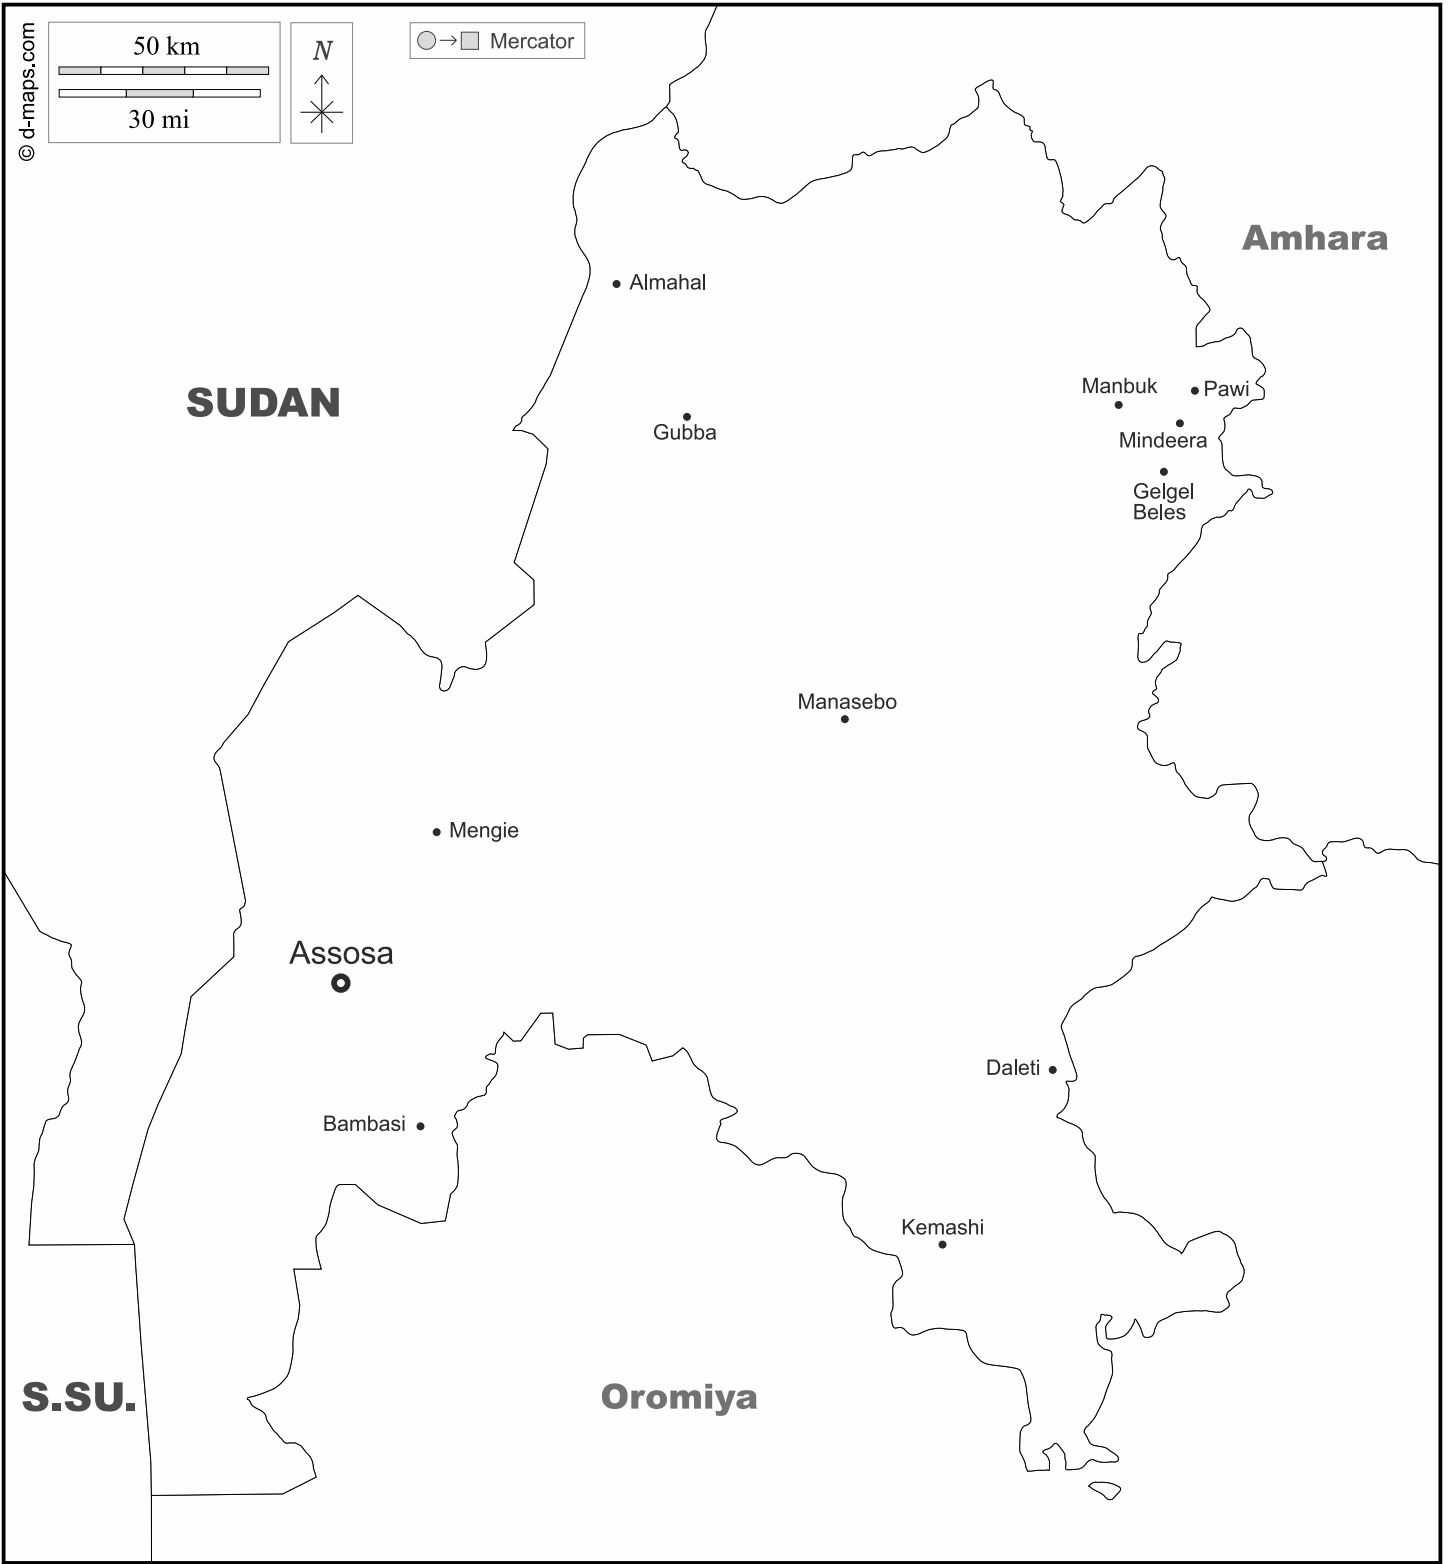 © d-maps.com
50 km
30 mi
N
Mercator
Amhara
Almahal
SUDAN
Manbuk
Pawi
Gubba
Mindeera
Gelgel
Beles
Manasebo
Mengie
Assosa
Daleti
Bambasi
Kemashi
S.SU.
Oromiya